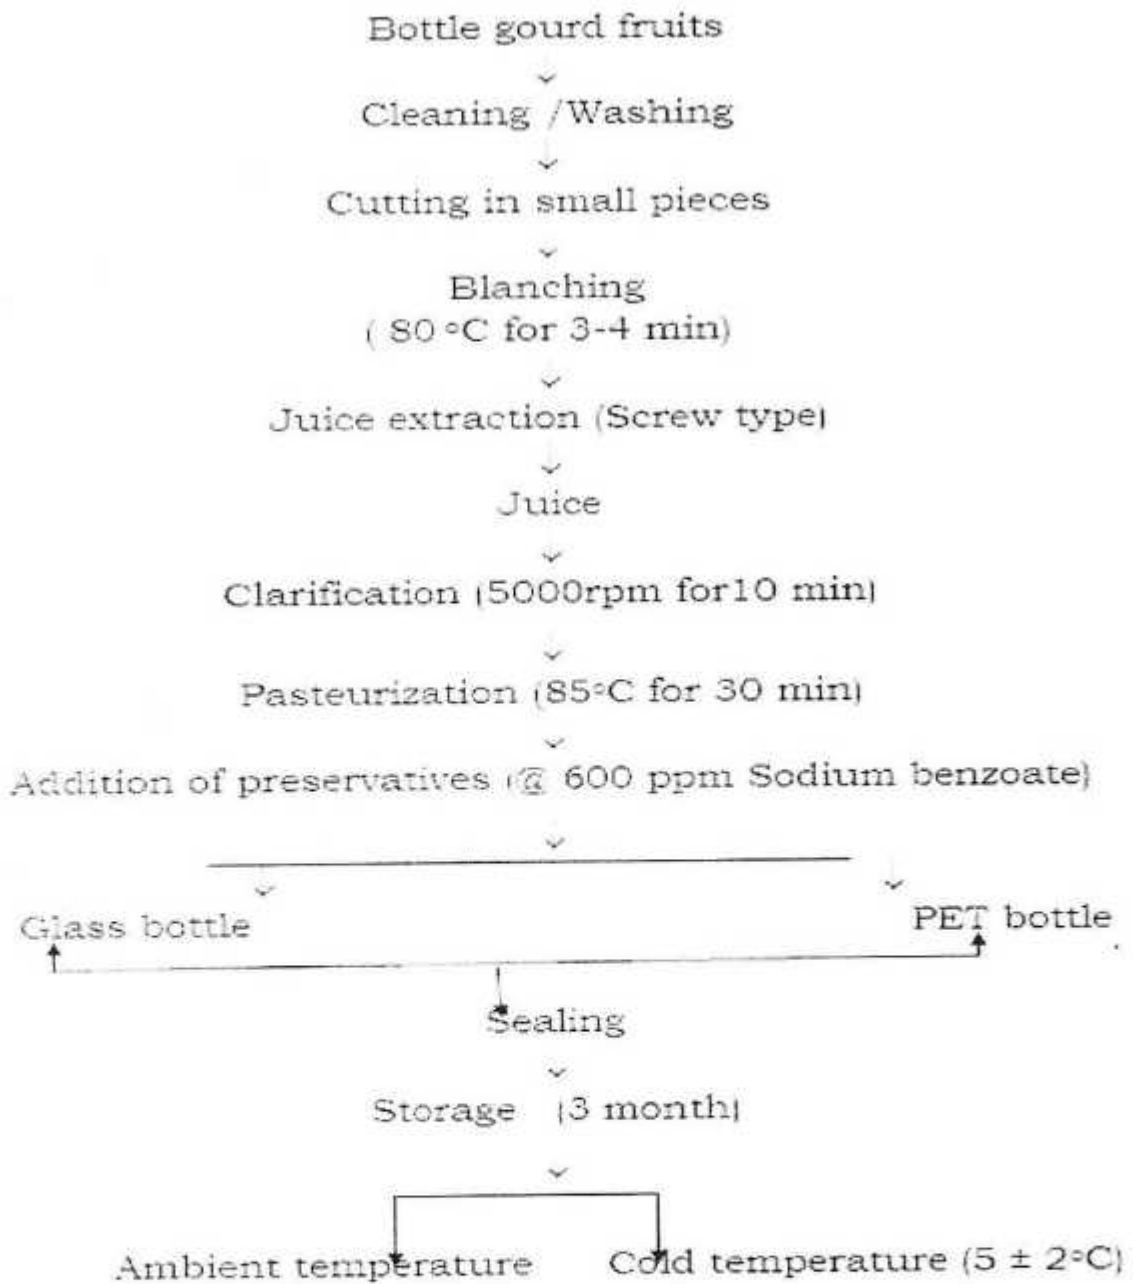 Bottle gourd fruits
Cleaning /Washing
Cutting in small pieces
Blanching
( 80 °C for 3-4 min)
Juice extraction (Screw type)
Juice
Clarification (5000rpm for10 min)
Pasteurization (85°C for 30 min)
Addition of preservatives (@ 600 ppm Sodium benzoate)
Glass bottle
PET bottle
Sealing
Storage (3 month)
Ambient temperature
Cold temperature (5 ± 2°C)